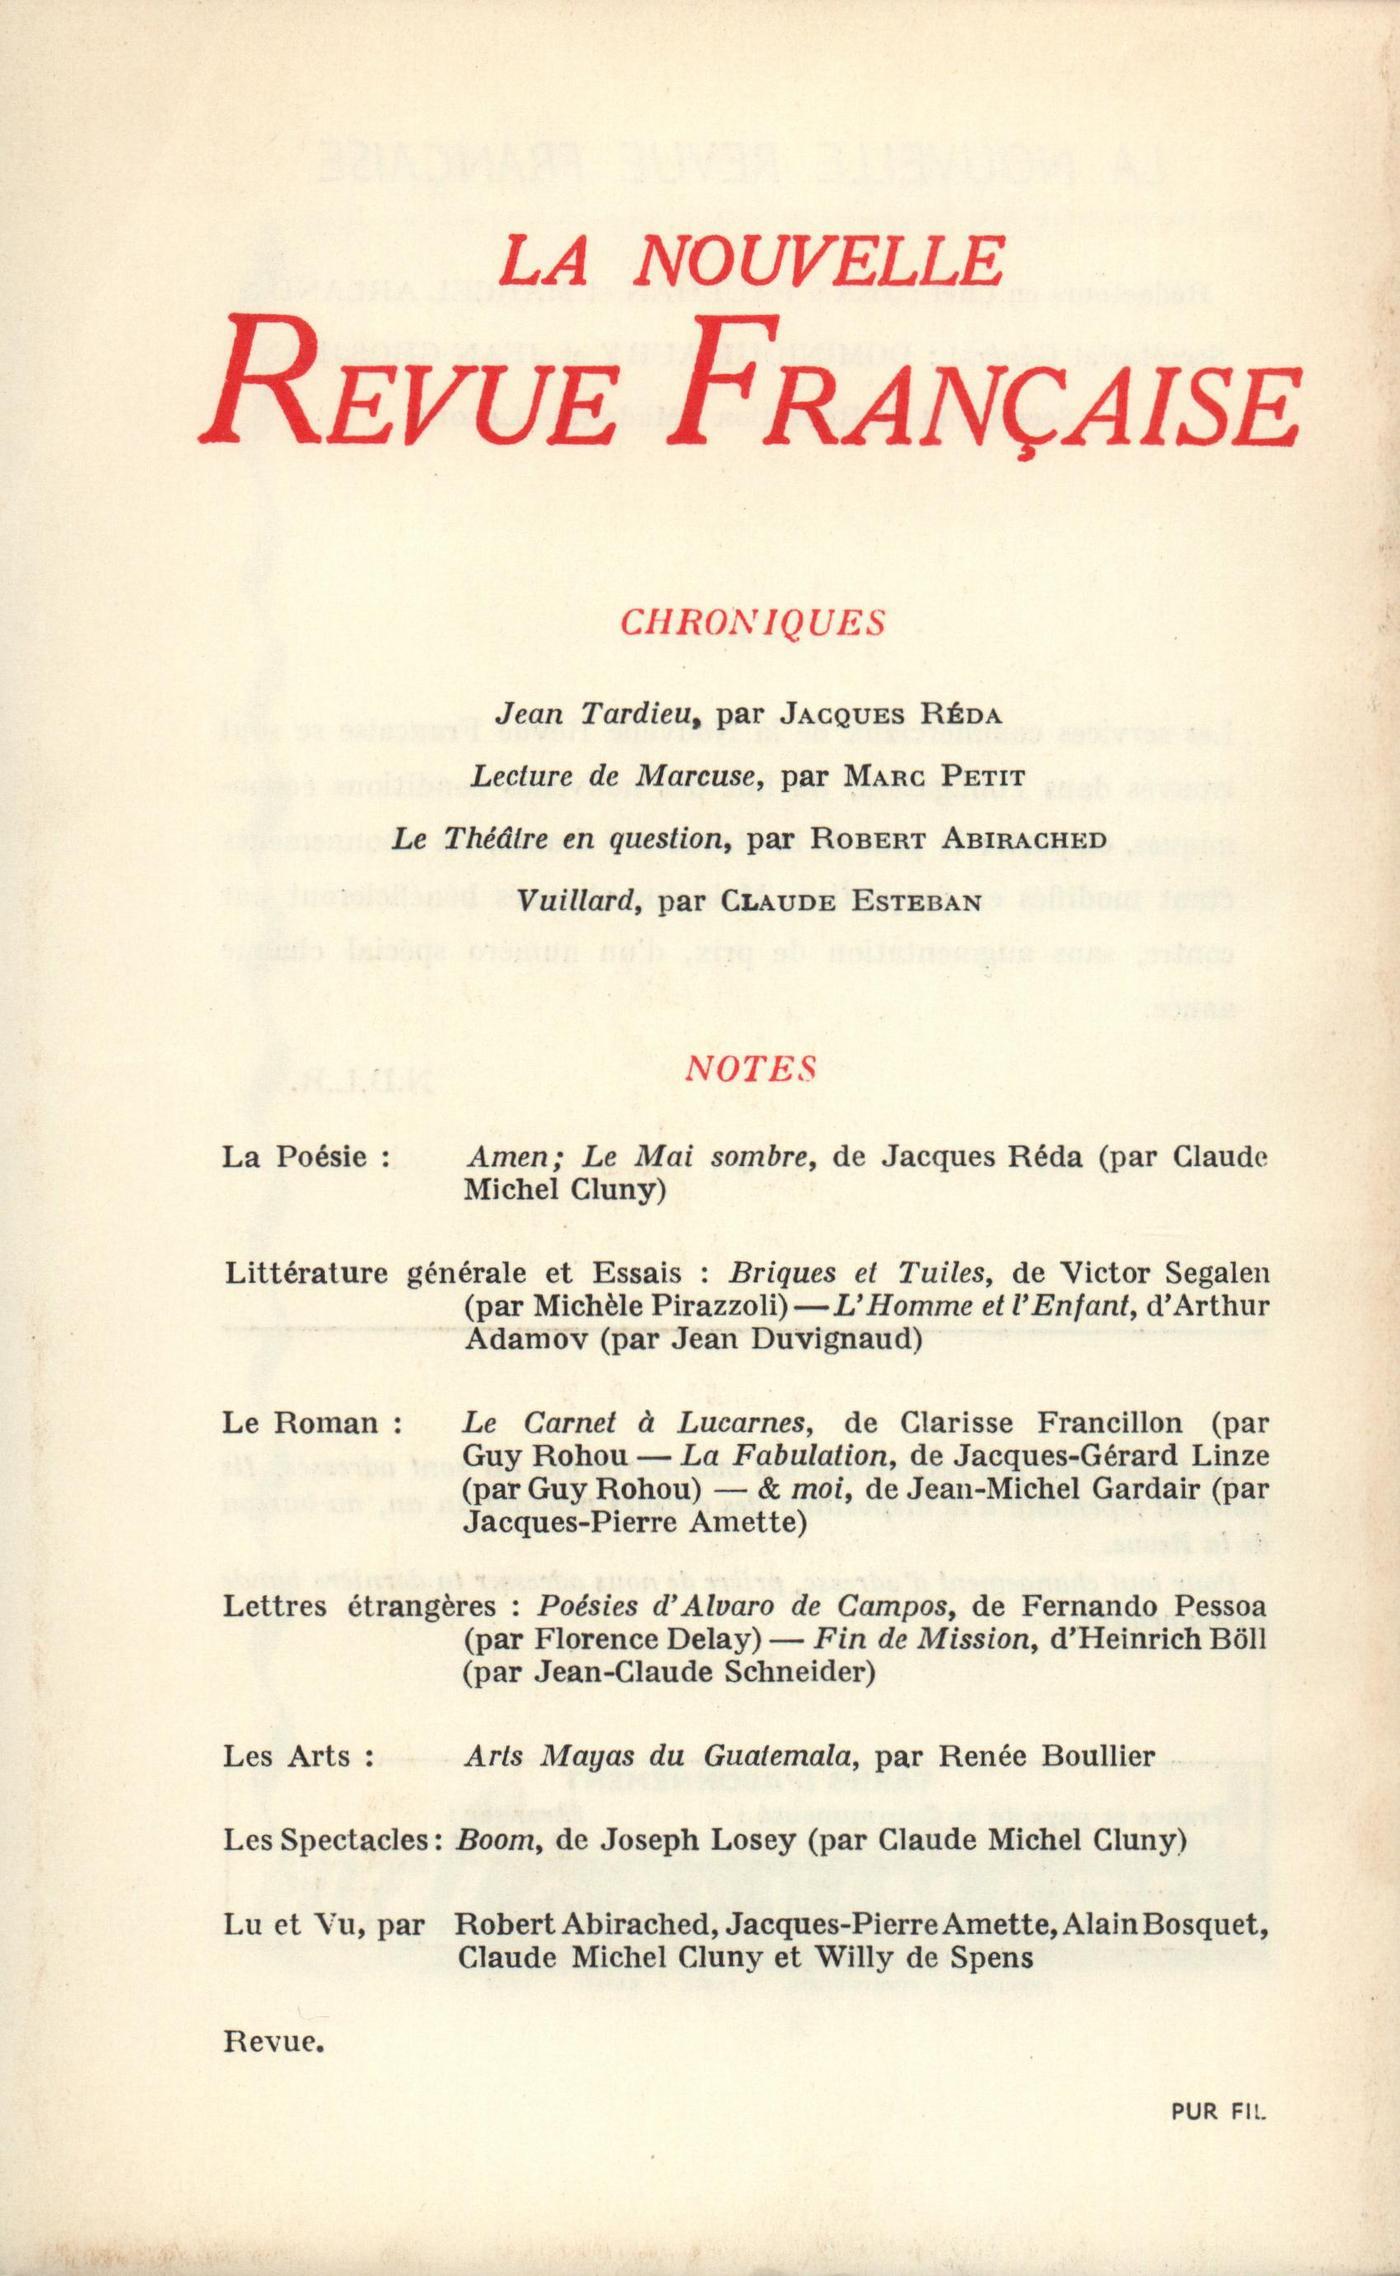 LA NOUVELLE
REVUE FRANÇAISE
CHRONIQUES
Jean Tardieu, par JACQUES RÉDA
Lecture de Marcuse, par MARC PETIT
Le Théâtre en question, par ROBERT ABIRACHED
Vuillard, par CLAUDE ESTEBAN
NOTES
La Poésie : Amen; Le Mai sombre, de Jacques Réda (par Claude
Michel Cluny)
Littérature générale et Essais : Briques et Tuiles, de Victor Segalen
(par Michèle Pirazzoli) — L'Homme et l'Enfant, d'Arthur
Adamov (par Jean Duvignaud)
Le Roman : Le Carnet à Lucarnes, de Clarisse Francillon (par
Guy Rohou — La Fabulation, de Jacques-Gérard Linze
(par Guy Rohou) — & moi, de Jean-Michel Gardair (par
Jacques-Pierre Amette)
Lettres étrangères : Poésies d'Alvaro de Campos, de Fernando Pessoa
(par Florence Delay) — Fin de Mission, d'Heinrich Böll
(par Jean-Claude Schneider)
Les Arts : Arts Mayas du Guatemala, par Renée Boullier
Les Spectacles : Boom, de Joseph Losey (par Claude Michel Cluny)
Lu et Vu, par Robert Abirached, Jacques-Pierre Amette, Alain Bosquet,
Claude Michel Cluny et Willy de Spens
Revue.
PUR FIL